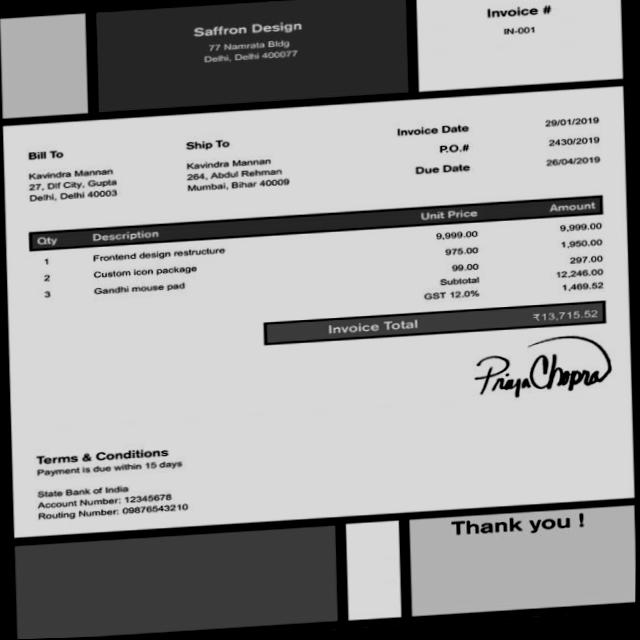 Saffron Design
77 Namrata Bldg
Delhi, Delhi 400077
Invoice #
IN-001
Bill To
Kavindra Mannan
27, Dlf City, Gupta
Delhi, Delhi 40003
Ship To
Kavindra Mannan
264, Abdul Rehman
Mumbai, Bihar 40009
Invoice Date 29/01/2019
P.O.# 2430/2019
Due Date 26/04/2019
Qty Description Unit Price Amount
1 Frontend design restructure 9,999.00 9,999.00
2 Custom icon package 975.00 1,950.00
3 Gandhi mouse pad 99.00 297.00
Subtotal 12,246.00
GST 12.0% 1,469.52
Invoice Total ₹13,715.52
Priya Chopra
Terms & Conditions
Payment is due within 15 days
State Bank of India
Account Number: 12345678
Routing Number: 09876543210
Thank you !